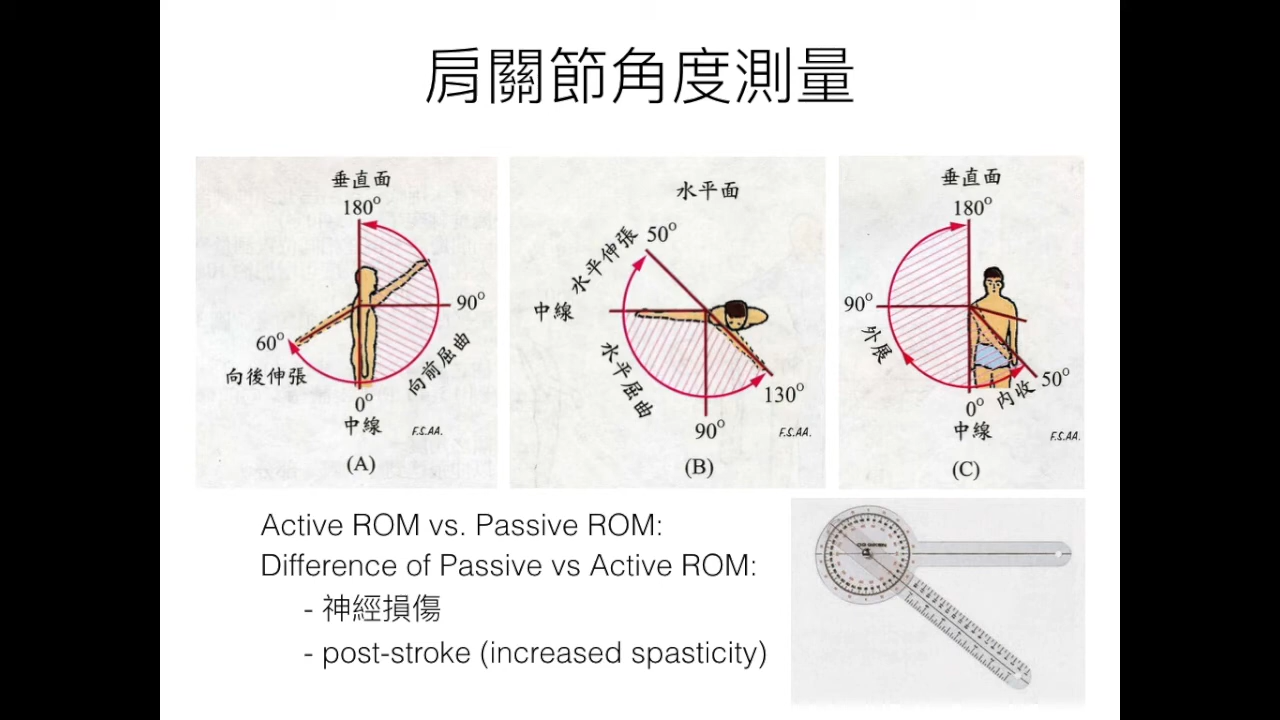 肩關節角度測量
垂直面
180°
90°
60°
向後伸張
向前屈曲
0°
中線
F.S.AA.
(A)
水平面
50°
水平伸張
中線
水平屈曲
130°
90°
F.S.AA.
(B)
垂直面
180°
90°
外展
50°
內收
0°
中線
F.S.AA.
(C)
Active ROM vs. Passive ROM:
Difference of Passive vs Active ROM:
- 神經損傷
- post-stroke (increased spasticity)